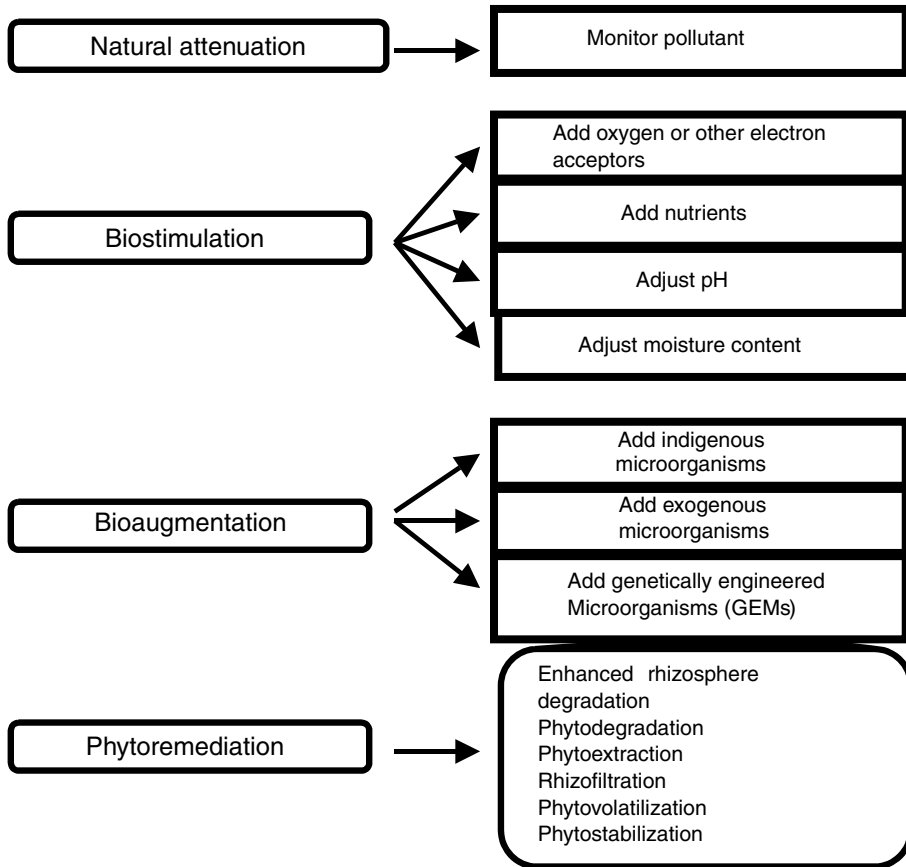 Natural attenuation
Monitor pollutant
Biostimulation
Add oxygen or other electron
acceptors
Add nutrients
Adjust pH
Adjust moisture content
Bioaugmentation
Add indigenous
microorganisms
Add exogenous
microorganisms
Add genetically engineered
Microorganisms (GEMs)
Phytoremediation
Enhanced rhizosphere
degradation
Phytodegradation
Phytoextraction
Rhizofiltration
Phytovolatilization
Phytostabilization